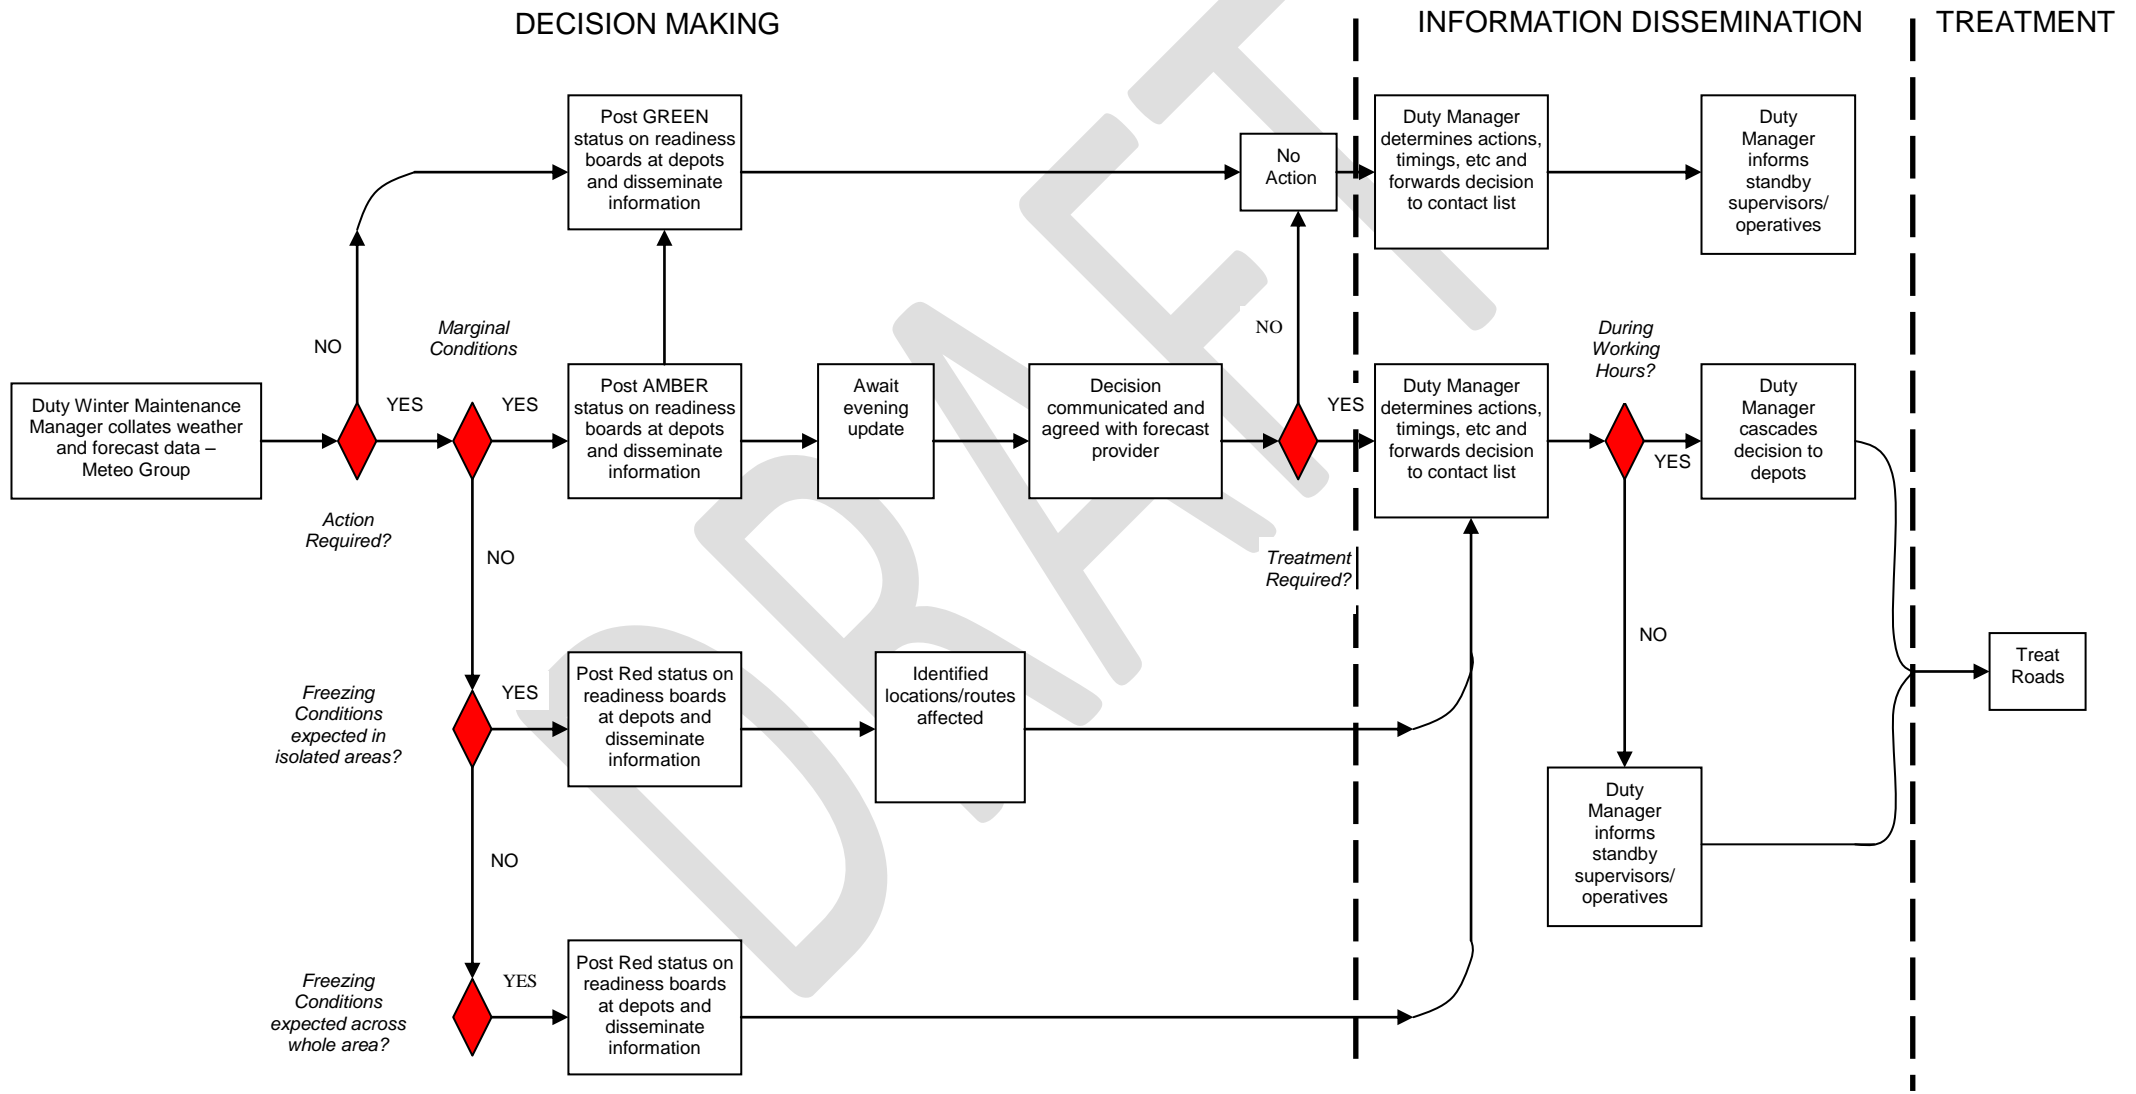 DECISION MAKING
INFORMATION DISSEMINATION
TREATMENT
Post GREEN
status on readiness
boards at depots
and disseminate
information
No
Action
Duty Manager
determines actions,
timings, etc and
forwards decision
to contact list
Duty
Manager
informs
standby
supervisors/
operatives
NO
Marginal
Conditions
NO
During
Working
Hours?
Duty Winter Maintenance
Manager collates weather
and forecast data –
Meteo Group
YES
YES
Post AMBER
status on readiness
boards at depots
and disseminate
information
Await
evening
update
Decision
communicated and
agreed with forecast
provider
YES
Duty Manager
determines actions,
timings, etc and
forwards decision
to contact list
YES
Duty
Manager
cascades
decision to
depots
Action
Required?
NO
Treatment
Required?
NO
Freezing
Conditions
expected in
isolated areas?
YES
Post Red status on
readiness boards
at depots and
disseminate
information
Identified
locations/routes
affected
Treat
Roads
NO
Duty
Manager
informs
standby
supervisors/
operatives
Freezing
Conditions
expected across
whole area?
YES
Post Red status on
readiness boards
at depots and
disseminate
information
DRAFT